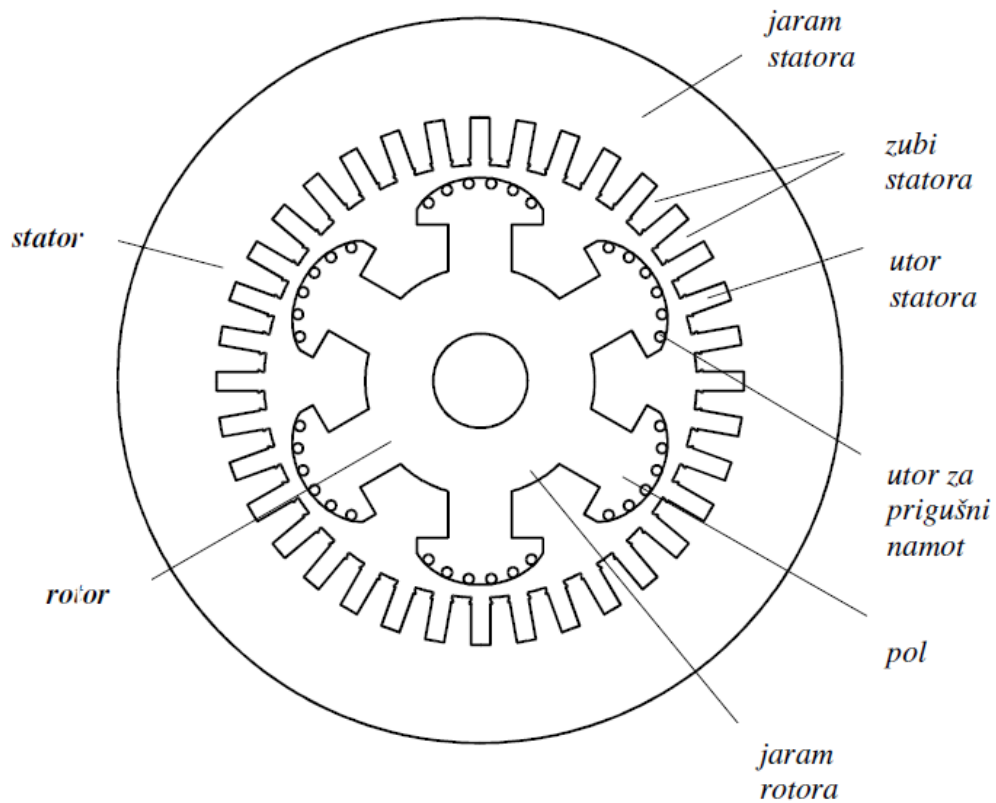 jaram
statora
zubi
statora
stator
utor
statora
utor za
prigušni
namot
rotor
pol
jaram
rotora